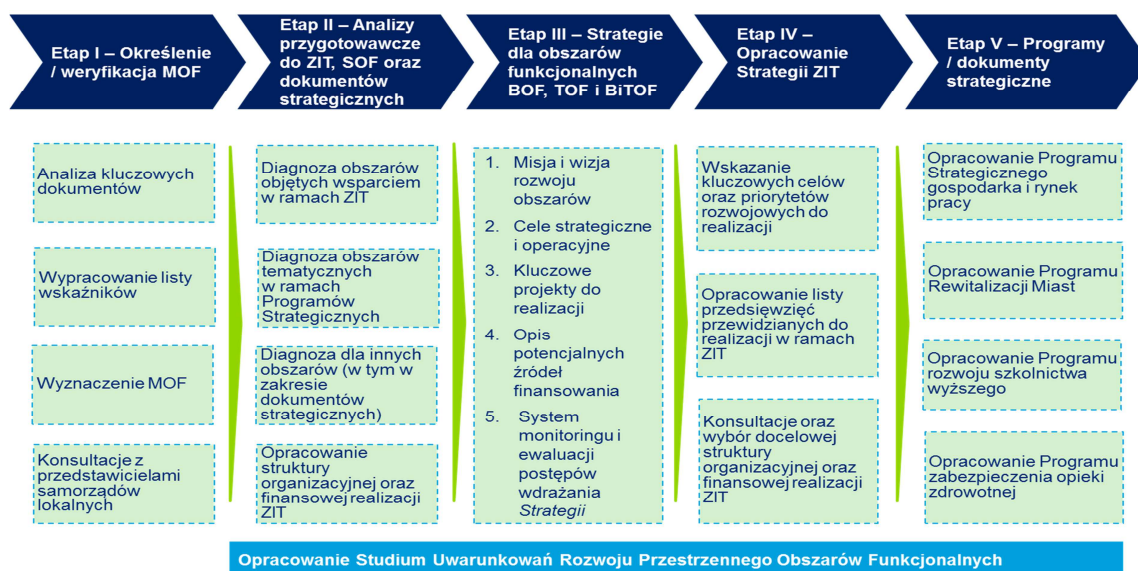 Etap I – Określenie
/ weryfikacja MOF
Etap II – Analizy
przygotowawcze
do ZIT, SOF oraz
dokumentów
strategicznych
Etap III – Strategie
dla obszarów
funkcjonalnych
BOF, TOF i BiTOF
Etap IV –
Opracowanie
Strategii ZIT
Etap V – Programy
/ dokumenty
strategiczne
Analiza kluczowych
dokumentów
Wypracowanie listy
wskaźników
Wyznaczenie MOF
Konsultacje z
przedstawicielami
samorządów
lokalnych
Diagnoza obszarów
objętych wsparciem
w ramach ZIT
Diagnoza obszarów
tematycznych
w ramach
Programów
Strategicznych
Diagnoza dla innych
obszarów (w tym w
zakresie
dokumentów
strategicznych)
Opracowanie
struktury
organizacyjnej oraz
finansowej realizacji
ZIT
1. Misja i wizja
rozwoju
obszarów
2. Cele strategiczne
i operacyjne
3. Kluczowe
projekty do
realizacji
4. Opis
potencjalnych
źródeł
finansowania
5. System
monitoringu i
ewaluacji
postępów
wdrażania
Strategii
Wskazanie
kluczowych celów
oraz priorytetów
rozwojowych do
realizacji
Opracowanie listy
przedsięwzięć
przewidzianych do
realizacji w ramach
ZIT
Konsultacje oraz
wybór docelowej
struktury
organizacyjnej oraz
finansowej realizacji
ZIT
Opracowanie Programu
Strategicznego
gospodarka i rynek
pracy
Opracowanie Programu
Rewitalizacji Miast
Opracowanie Programu
rozwoju szkolnictwa
wyższego
Opracowanie Programu
zabezpieczenia opieki
zdrowotnej
Opracowanie Studium Uwarunkowań Rozwoju Przestrzennego Obszarów Funkcjonalnych